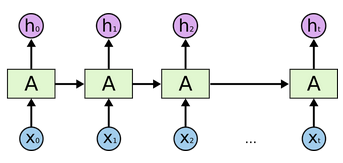 h₀ h₁ h₂ hₜ
A A A A
x₀ x₁ x₂ ... xₜ